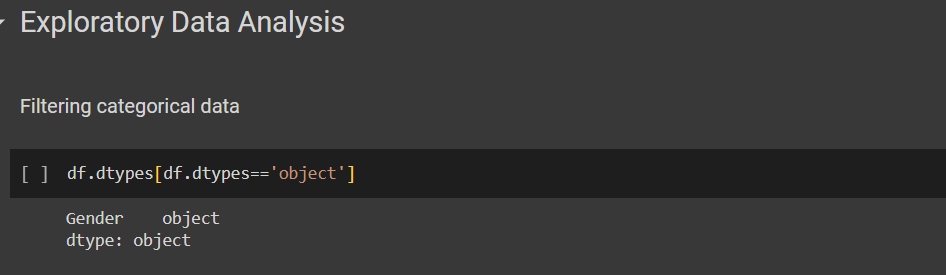 Exploratory Data Analysis
Filtering categorical data
[ ] df.dtypes[df.dtypes=='object']
Gender    object
dtype: object